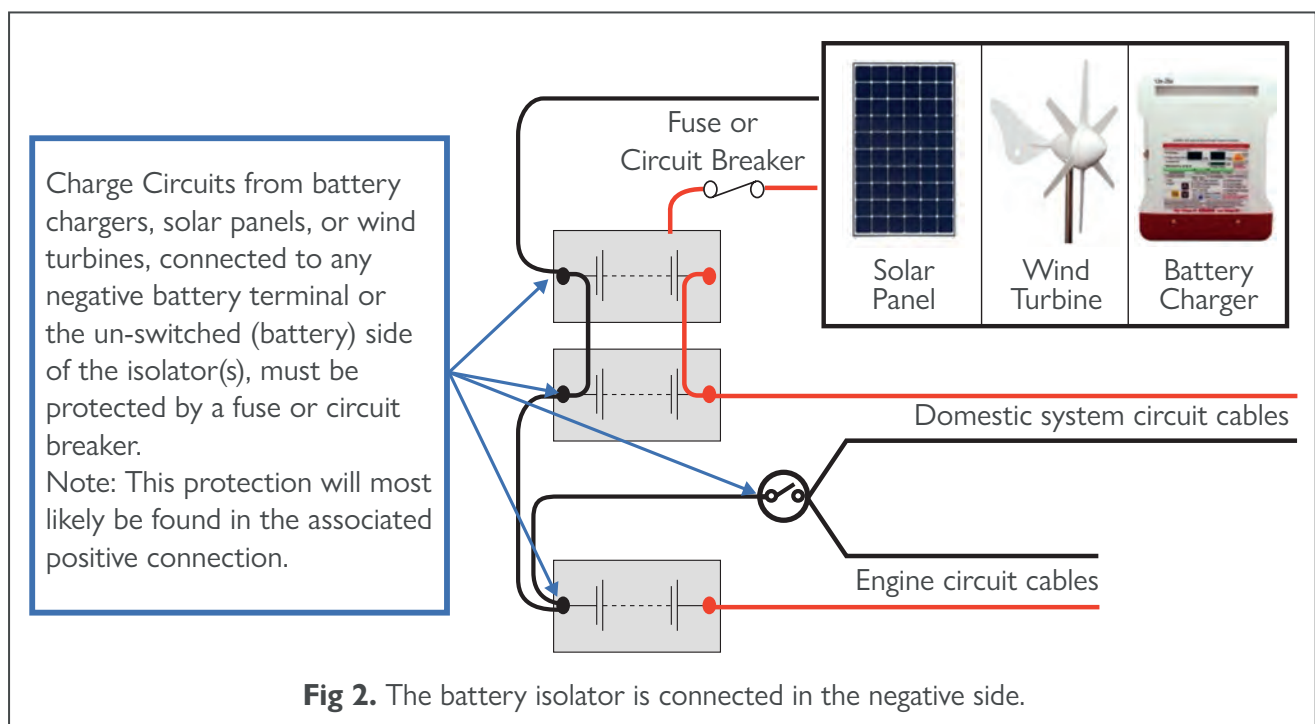 Charge Circuits from battery
chargers, solar panels, or wind
turbines, connected to any
negative battery terminal or
the un-switched (battery) side
of the isolator(s), must be
protected by a fuse or circuit
breaker.
Note: This protection will most
likely be found in the associated
positive connection.
Fuse or
Circuit Breaker
Solar
Panel
Wind
Turbine
Battery
Charger
Domestic system circuit cables
Engine circuit cables
Fig 2. The battery isolator is connected in the negative side.